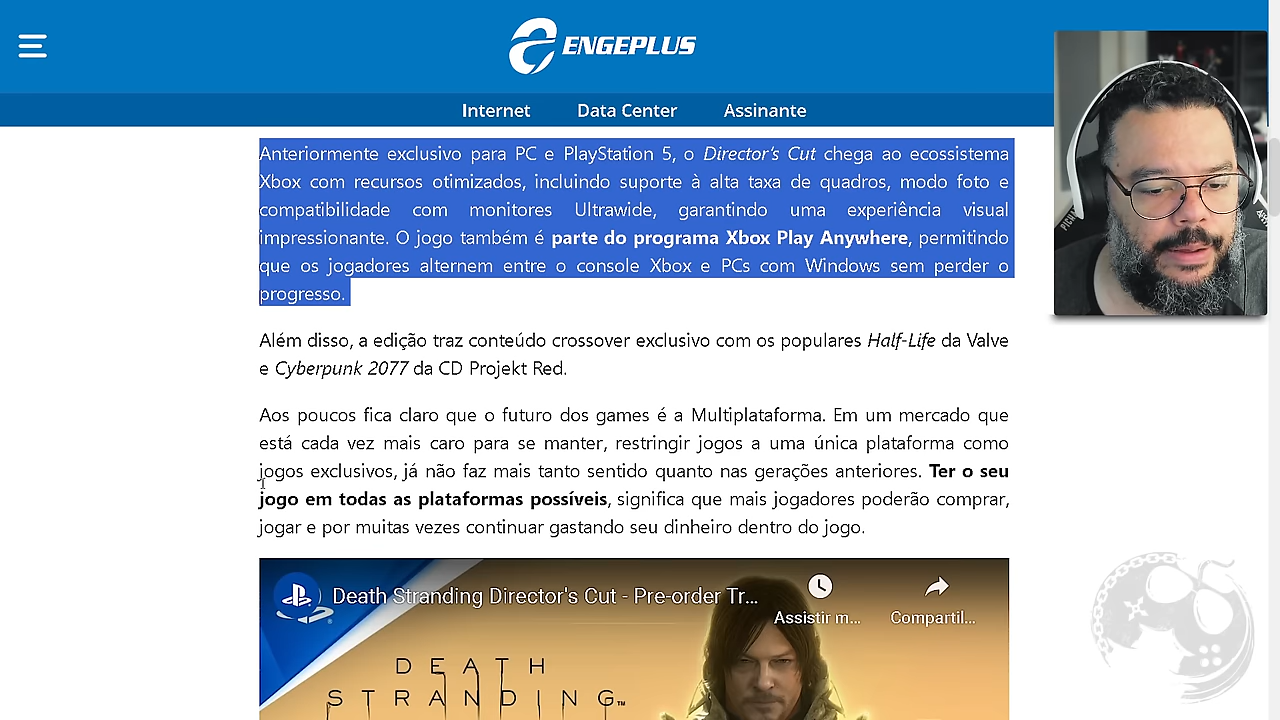 ENGEPLUS
Internet Data Center Assinante
Anteriormente exclusivo para PC e PlayStation 5, o Director's Cut chega ao ecossistema
Xbox com recursos otimizados, incluindo suporte à alta taxa de quadros, modo foto e
compatibilidade com monitores Ultrawide, garantindo uma experiência visual
impressionante. O jogo também é parte do programa Xbox Play Anywhere, permitindo
que os jogadores alternem entre o console Xbox e PCs com Windows sem perder o
progresso.
Além disso, a edição traz conteúdo crossover exclusivo com os populares Half-Life da Valve
e Cyberpunk 2077 da CD Projekt Red.
Aos poucos fica claro que o futuro dos games é a Multiplataforma. Em um mercado que
está cada vez mais caro para se manter, restringir jogos a uma única plataforma como
jogos exclusivos, já não faz mais tanto sentido quanto nas gerações anteriores. Ter o seu
jogo em todas as plataformas possíveis, significa que mais jogadores poderão comprar,
jogar e por muitas vezes continuar gastando seu dinheiro dentro do jogo.
Death Stranding Director's Cut - Pre-order Tr...
Assistir m... Compartil...
DEATH
STRANDING™